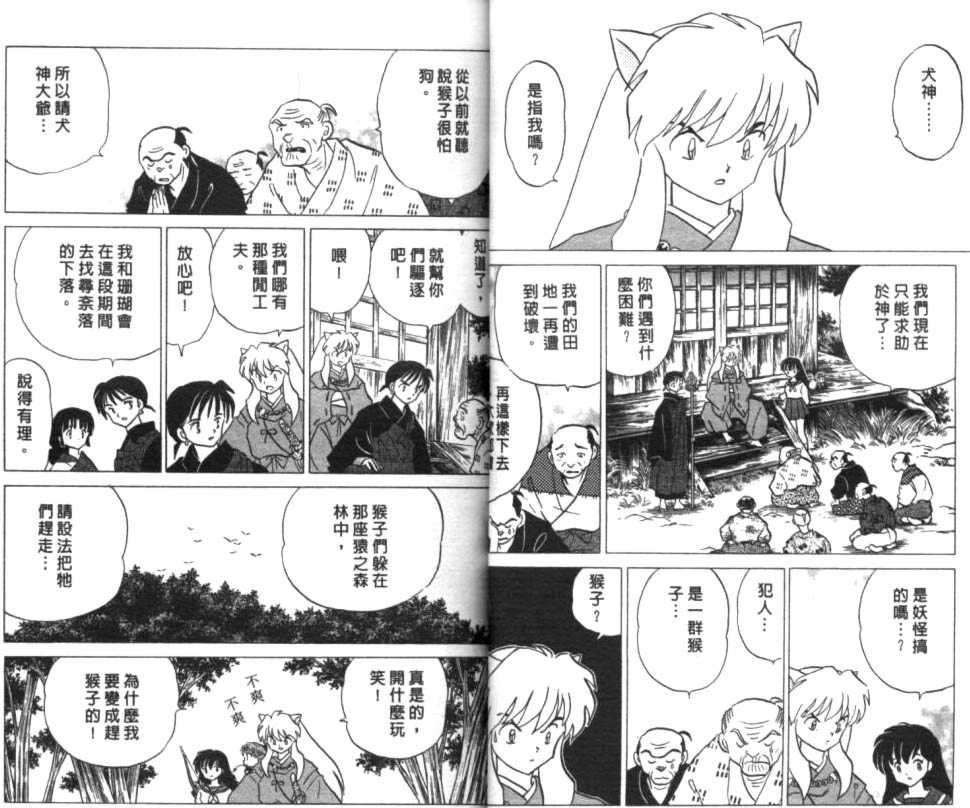 犬神……
是指我嗎？
我們現在
只能求助
於神了…
你們遇到什
麼困難？
我們的田
地一再遭
到破壞。
再這樣下去
是妖怪搞
的嗎…？
犯人…
是一群猴
子…
猴子？
從以前就聽
說猴子很怕
狗。
所以請犬
神大爺…
知道了，
就幫你
們驅逐
吧！
喂！
我們哪有
那種閒工
夫。
放心吧！
我和珊瑚會
在這段期間
去找尋奈落
的下落。
說得有理。
猴子們躲在
那座猿之森
林中，
請設法把牠
們趕走…
真是的，
開什麼玩
笑！
不爽
不爽
為什麼我
要變成趕
猴子的！